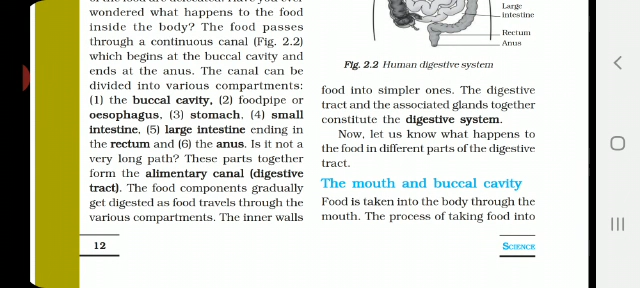 wondered what happens to the food
inside the body? The food passes
through a continuous canal (Fig. 2.2)
which begins at the buccal cavity and
ends at the anus. The canal can be
divided into various compartments:
(1) the buccal cavity, (2) foodpipe or
oesophagus, (3) stomach, (4) small
intestine, (5) large intestine ending in
the rectum and (6) the anus. Is it not a
very long path? These parts together
form the alimentary canal (digestive
tract). The food components gradually
get digested as food travels through the
various compartments. The inner walls
12
Large
intestine
Rectum
Anus
Fig. 2.2 Human digestive system
food into simpler ones. The digestive
tract and the associated glands together
constitute the digestive system.
Now, let us know what happens to
the food in different parts of the digestive
tract.
The mouth and buccal cavity
Food is taken into the body through the
mouth. The process of taking food into
SCIENCE